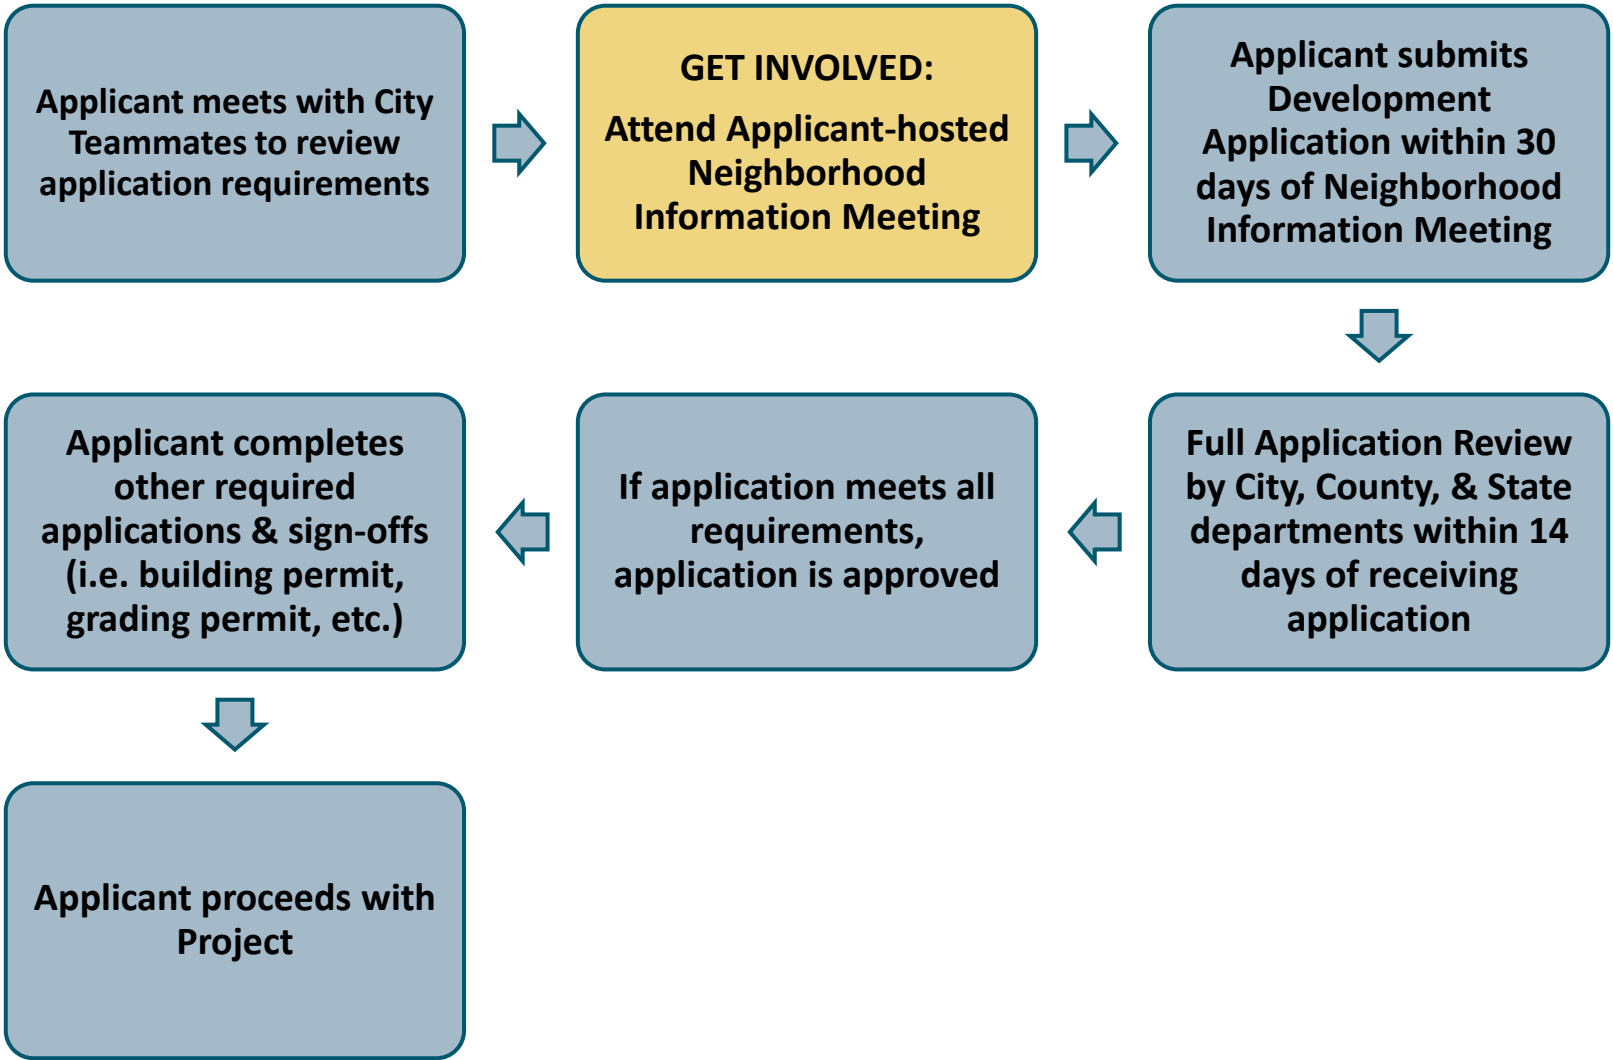 Applicant meets with City
Teammates to review
application requirements
GET INVOLVED:
Attend Applicant-hosted
Neighborhood
Information Meeting
Applicant submits
Development
Application within 30
days of Neighborhood
Information Meeting
Full Application Review
by City, County, & State
departments within 14
days of receiving
application
If application meets all
requirements,
application is approved
Applicant completes
other required
applications & sign-offs
(i.e. building permit,
grading permit, etc.)
Applicant proceeds with
Project